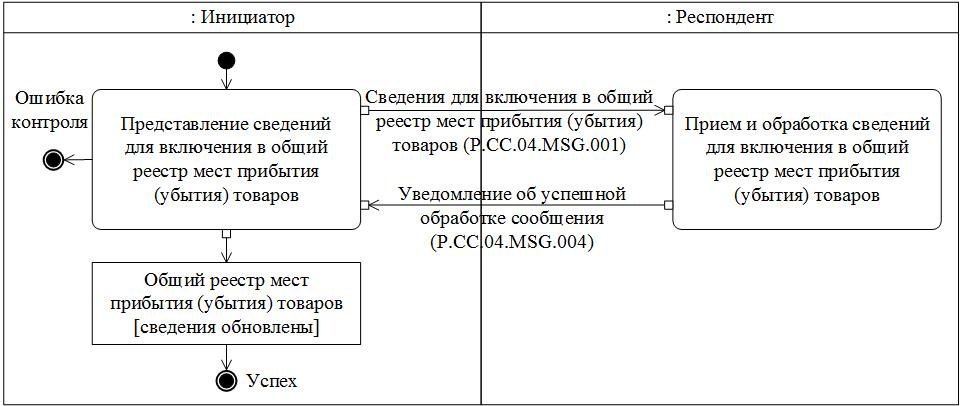 : Инициатор
: Респондент
Ошибка
контроля
Представление сведений
для включения в общий
реестр мест прибытия
(убытия) товаров
Сведения для включения в общий
реестр мест прибытия (убытия)
товаров (P.CC.04.MSG.001)
Прием и обработка сведений
для включения в общий
реестр мест прибытия
(убытия) товаров
Уведомление об успешной
обработке сообщения
(P.CC.04.MSG.004)
Общий реестр мест
прибытия (убытия) товаров
[сведения обновлены]
Успех